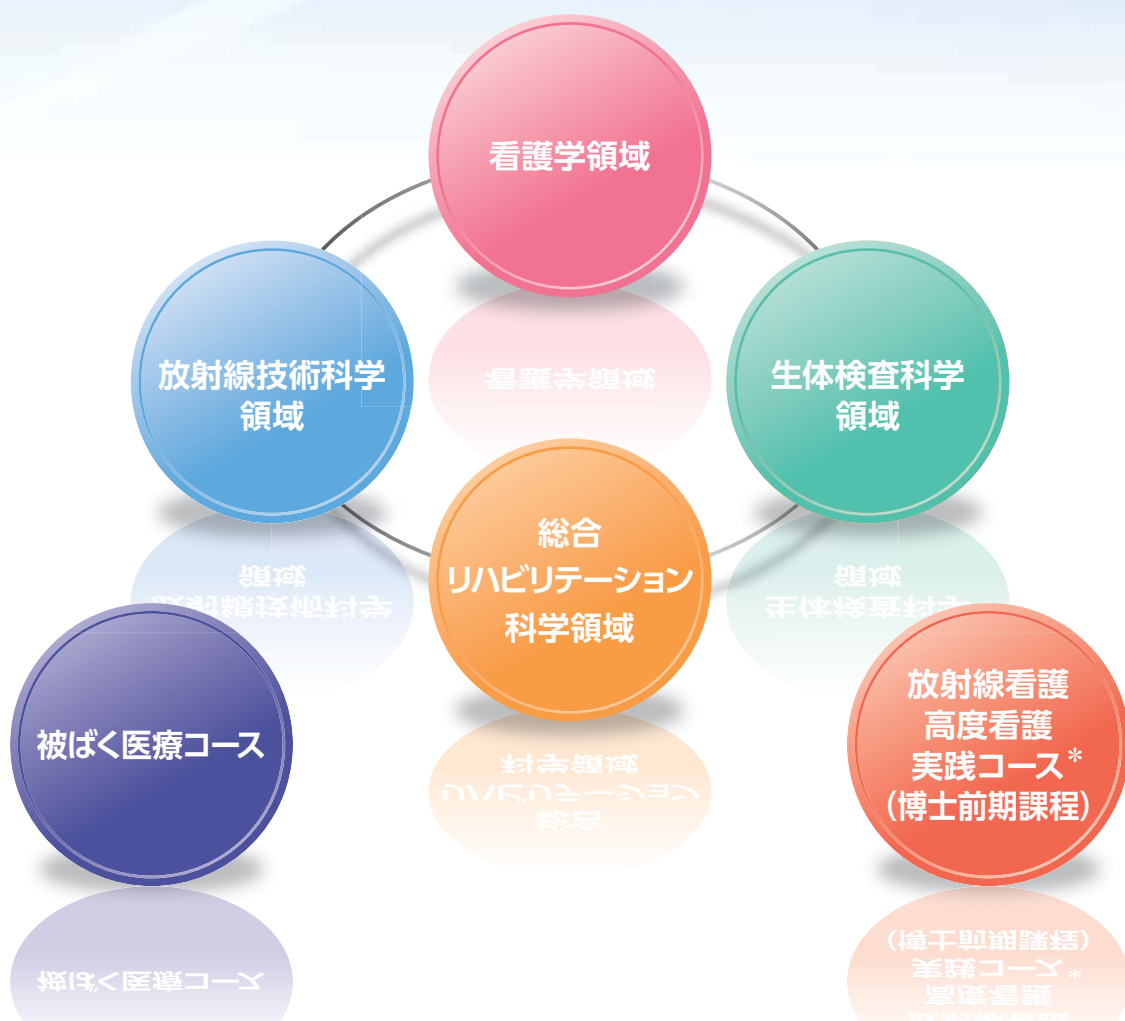 看護学領域
放射線技術科学
領域
生体検査科学
領域
総合
リハビリテーション
科学領域
被ばく医療コース
放射線看護
高度看護
実践コース*
(博士前期課程)